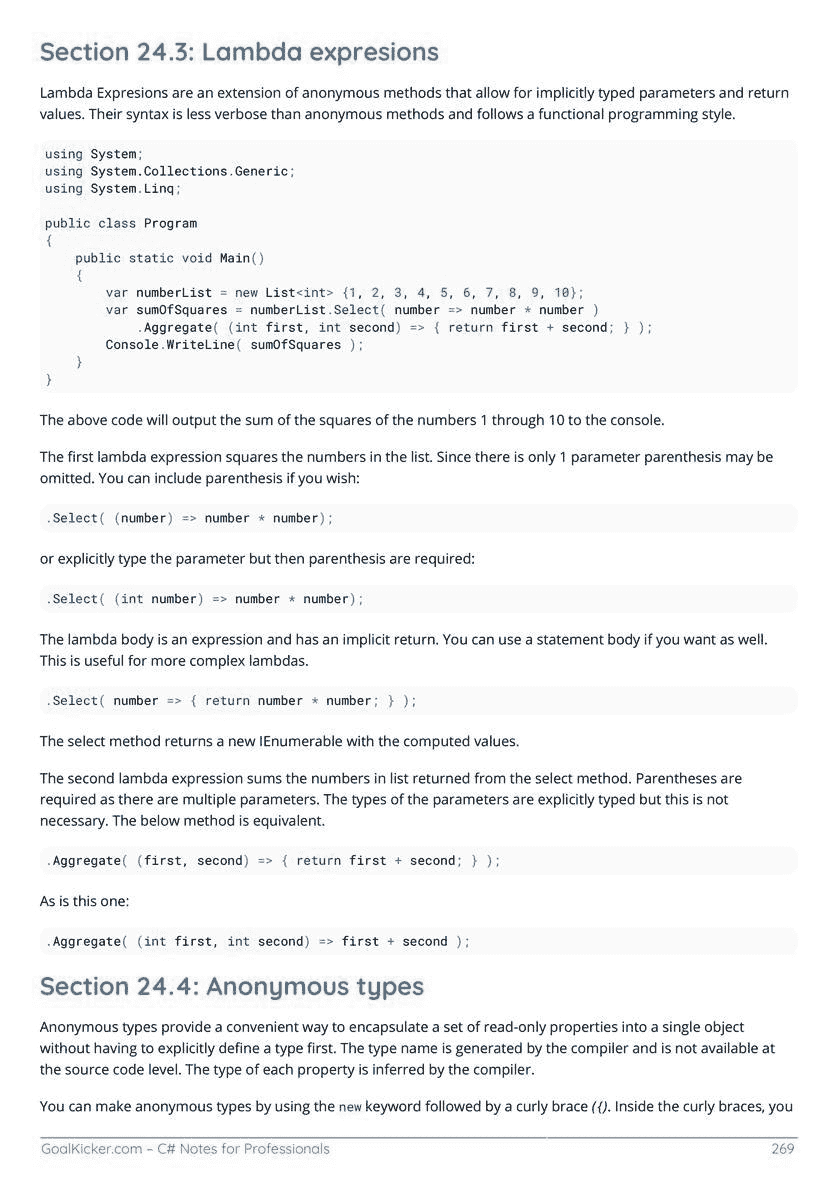 Section 24.3: Lambda expresions
Lambda Expresions are an extension of anonymous methods that allow for implicitly typed parameters and return
values. Their syntax is less verbose than anonymous methods and follows a functional programming style.
using System;
using System.Collections.Generic;
using System.Linq;
public class Program
{
    public static void Main()
    {
        var numberList = new List<int> {1, 2, 3, 4, 5, 6, 7, 8, 9, 10};
        var sumOfSquares = numberList.Select( number => number * number )
            .Aggregate( (int first, int second) => { return first + second; } );
        Console.WriteLine( sumOfSquares );
    }
}
The above code will output the sum of the squares of the numbers 1 through 10 to the console.
The first lambda expression squares the numbers in the list. Since there is only 1 parameter parenthesis may be
omitted. You can include parenthesis if you wish:
.Select( (number) => number * number);
or explicitly type the parameter but then parenthesis are required:
.Select( (int number) => number * number);
The lambda body is an expression and has an implicit return. You can use a statement body if you want as well.
This is useful for more complex lambdas.
.Select( number => { return number * number; } );
The select method returns a new IEnumerable with the computed values.
The second lambda expression sums the numbers in list returned from the select method. Parentheses are
required as there are multiple parameters. The types of the parameters are explicitly typed but this is not
necessary. The below method is equivalent.
.Aggregate( (first, second) => { return first + second; } );
As is this one:
.Aggregate( (int first, int second) => first + second );
Section 24.4: Anonymous types
Anonymous types provide a convenient way to encapsulate a set of read-only properties into a single object
without having to explicitly define a type first. The type name is generated by the compiler and is not available at
the source code level. The type of each property is inferred by the compiler.
You can make anonymous types by using the new keyword followed by a curly brace ({). Inside the curly braces, you
GoalKicker.com – C# Notes for Professionals 269